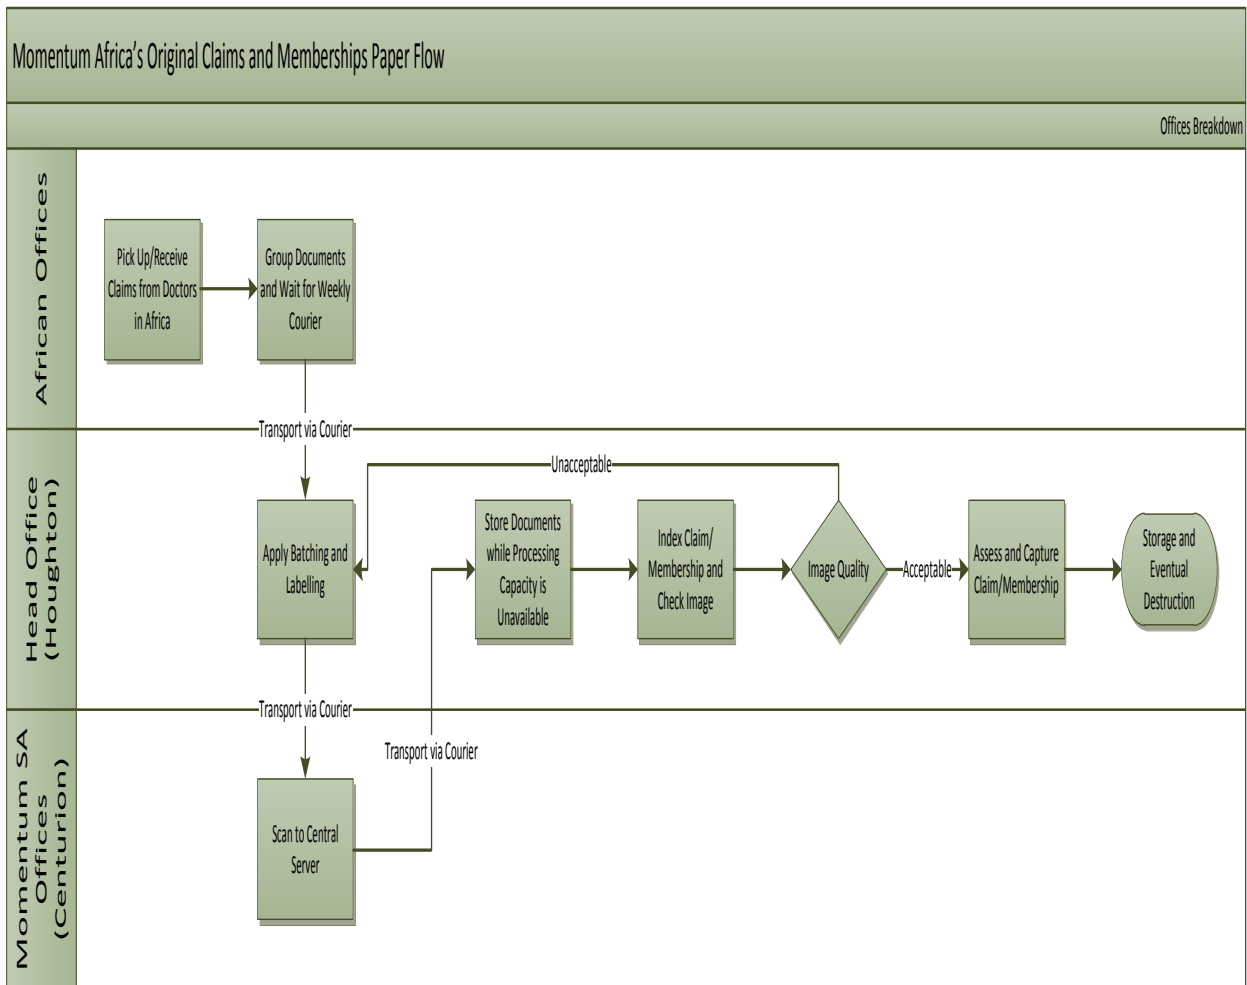 Momentum Africa's Original Claims and Memberships Paper Flow
Offices Breakdown
African Offices
Pick Up/Receive
Claims from Doctors
in Africa
Group Documents
and Wait for Weekly
Courier
Transport via Courier
Head Office
(Houghton)
Unacceptable
Apply Batching and
Labelling
Store Documents
while Processing
Capacity is
Unavailable
Index Claim/
Membership and
Check Image
Image Quality
Acceptable
Assess and Capture
Claim/Membership
Storage and
Eventual
Destruction
Transport via Courier
Transport via Courier
Momentum SA
Offices
(Centurion)
Scan to Central
Server